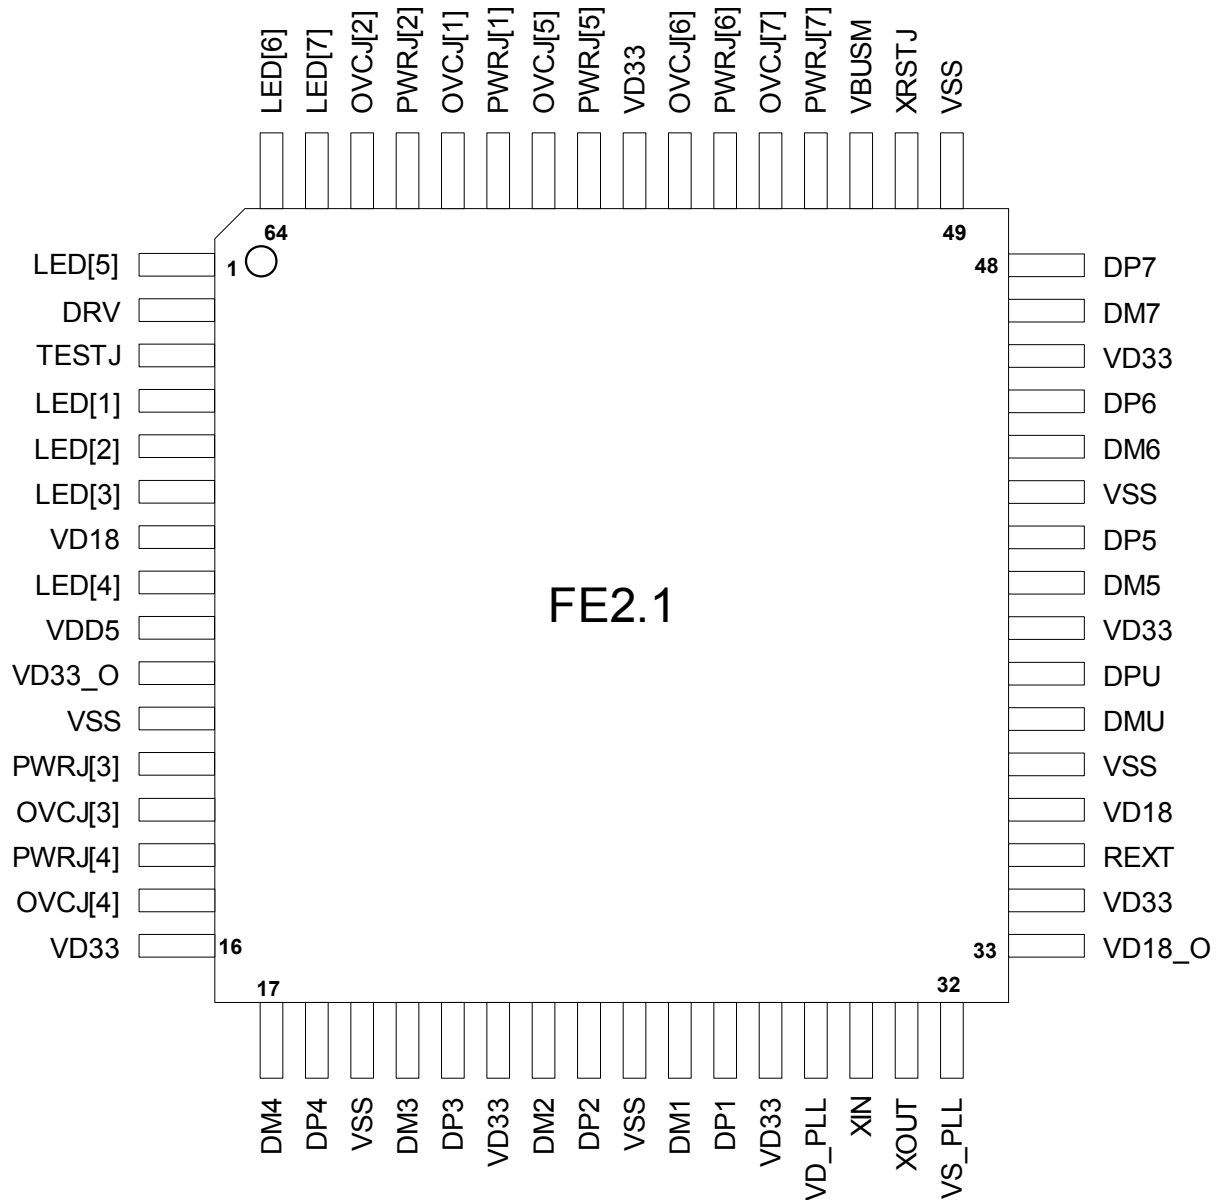 LED[6]
LED[7]
OVCJ[2]
PWRJ[2]
OVCJ[1]
PWRJ[1]
OVCJ[5]
PWRJ[5]
VD33
OVCJ[6]
PWRJ[6]
OVCJ[7]
PWRJ[7]
VBUSM
XRSTJ
VSS
64
49
1
48
LED[5]
DRV
TESTJ
LED[1]
LED[2]
LED[3]
VD18
LED[4]
VDD5
VD33_O
VSS
PWRJ[3]
OVCJ[3]
PWRJ[4]
OVCJ[4]
VD33
FE2.1
DP7
DM7
VD33
DP6
DM6
VSS
DP5
DM5
VD33
DPU
DMU
VSS
VD18
REXT
VD33
VD18_O
16
33
17
32
DM4
DP4
VSS
DM3
DP3
VD33
DM2
DP2
VSS
DM1
DP1
VD33
VD_PLL
XIN
XOUT
VS_PLL